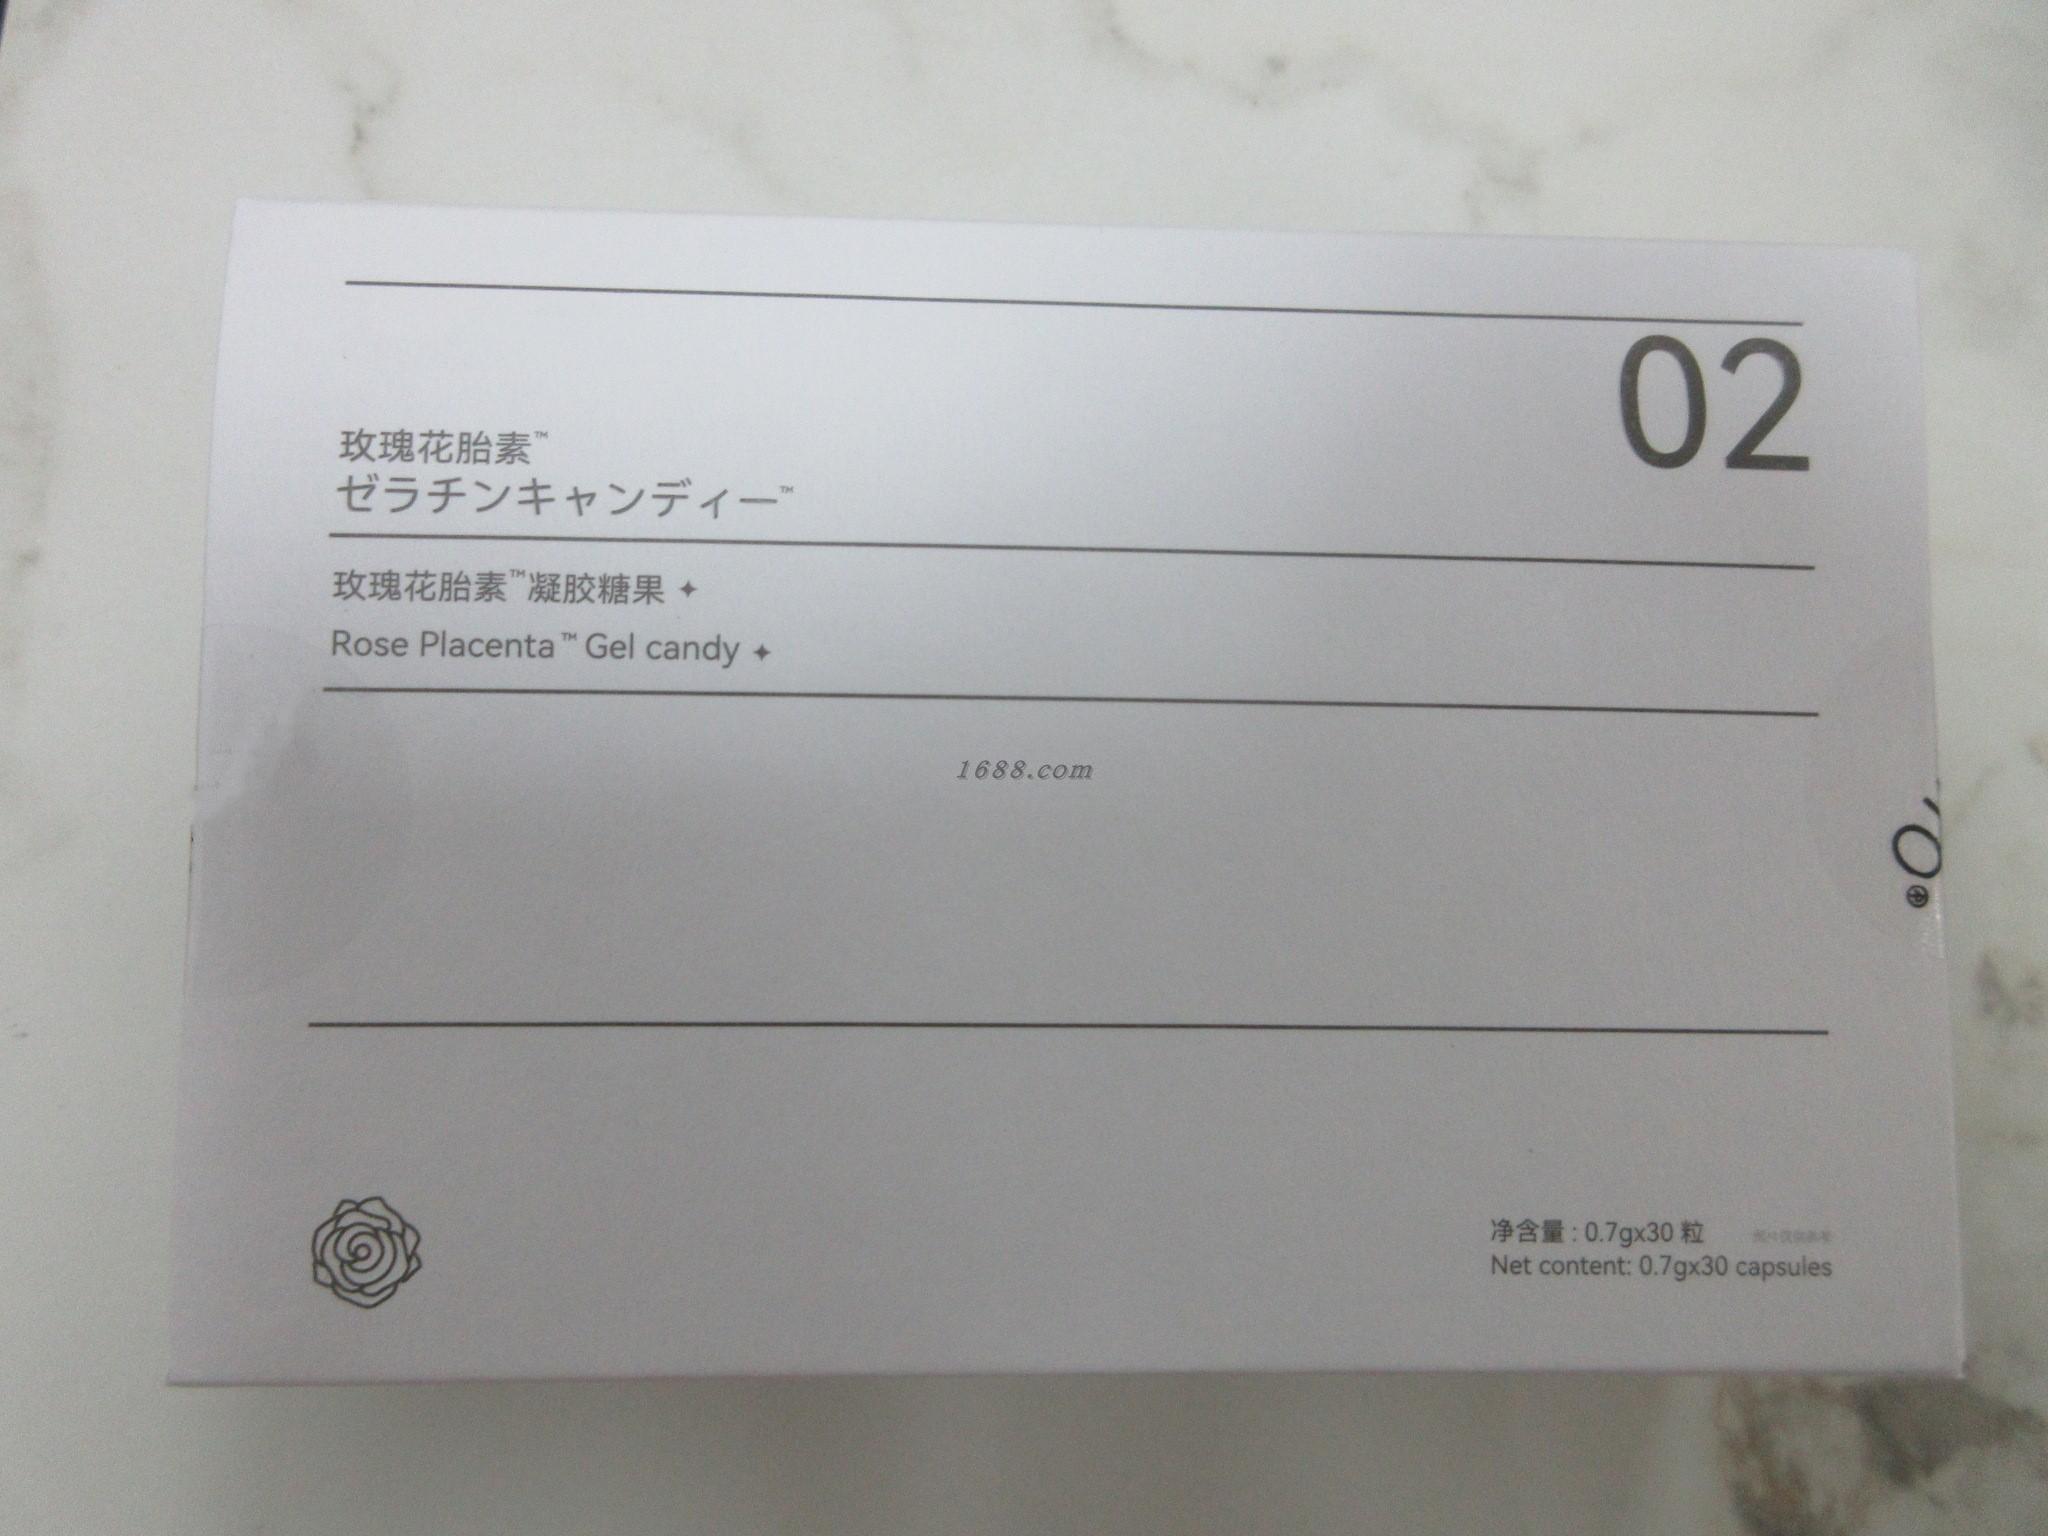 02
玫瑰花胎素™
ゼラチンキャンディー™
玫瑰花胎素™凝胶糖果
Rose Placenta™ Gel candy
1688.com
净含量：0.7gx30 粒
Net content: 0.7gx30 capsules